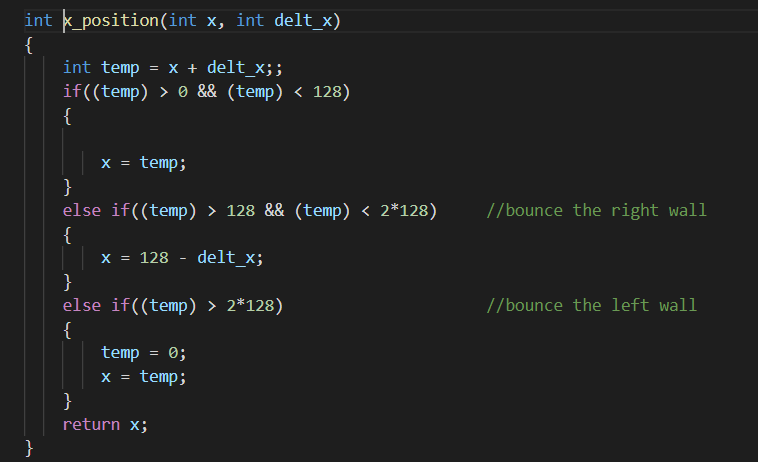 int x_position(int x, int delt_x)
{
    int temp = x + delt_x;;
    if((temp) > 0 && (temp) < 128)
    {

        x = temp;
    }
    else if((temp) > 128 && (temp) < 2*128)     //bounce the right wall
    {
        x = 128 - delt_x;
    }
    else if((temp) > 2*128)                     //bounce the left wall
    {
        temp = 0;
        x = temp;
    }
    return x;
}